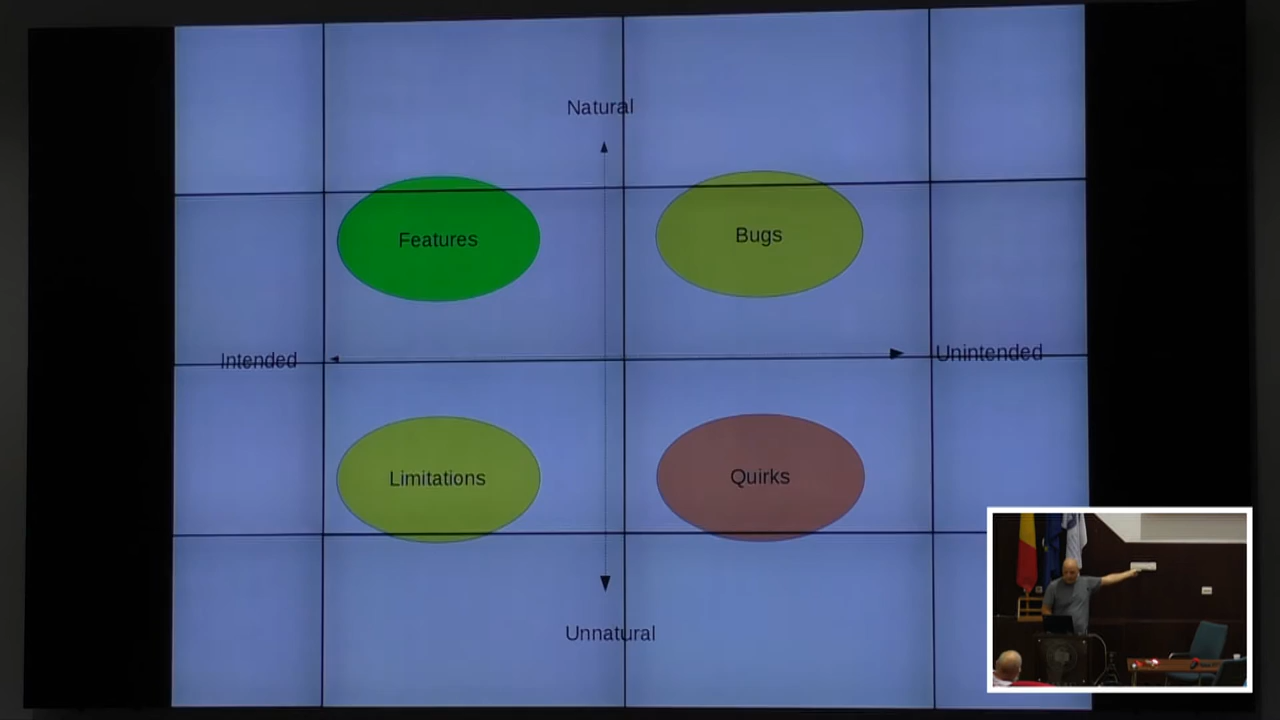 Natural
Features
Bugs
Intended
Unintended
Limitations
Quirks
Unnatural